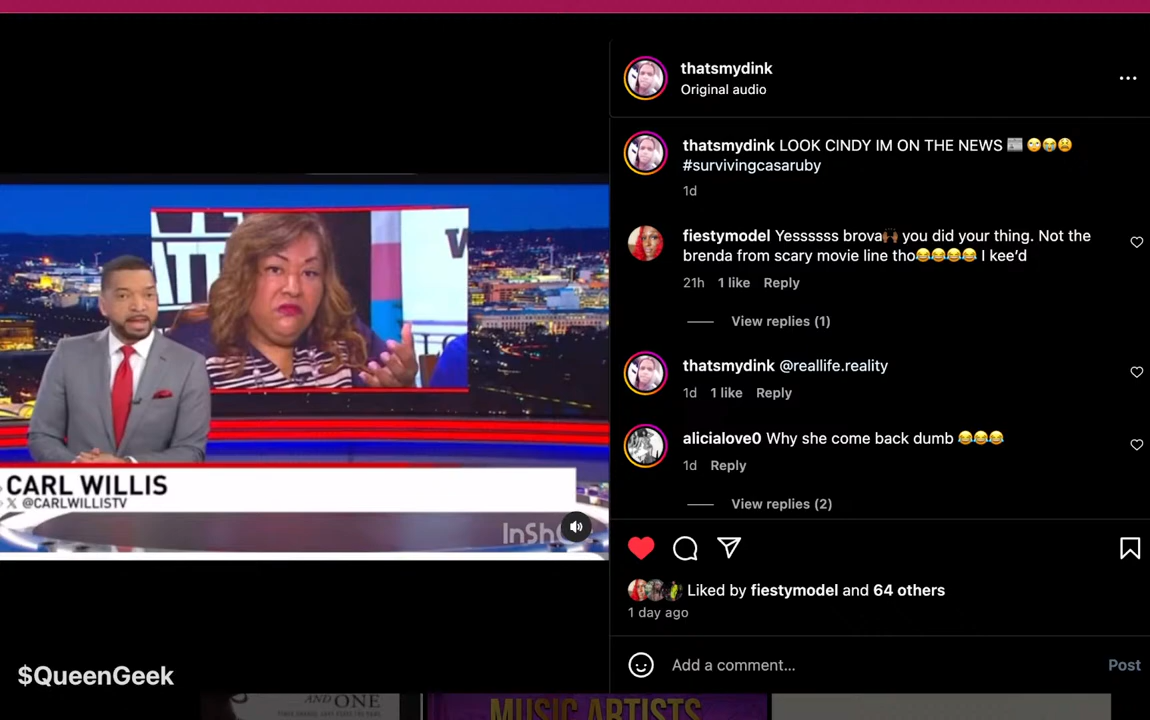 thatsmydink
Original audio
thatsmydink LOOK CINDY IM ON THE NEWS 📰 🙄😭😩
#survivingcasaruby
1d
fiestymodel Yessssss brova🙌🏾 you did your thing. Not the
brenda from scary movie line tho😂😂😂😂 I kee'd
21h 1 like Reply
View replies (1)
thatsmydink @reallife.reality
1d 1 like Reply
alicialove0 Why she come back dumb 😂😂😂
1d Reply
View replies (2)
CARL WILLIS
X @CARLWILLISTV
InSh
Liked by fiestymodel and 64 others
1 day ago
Add a comment...
Post
$QueenGeek
AND ONE
MUSIC ARTISTS